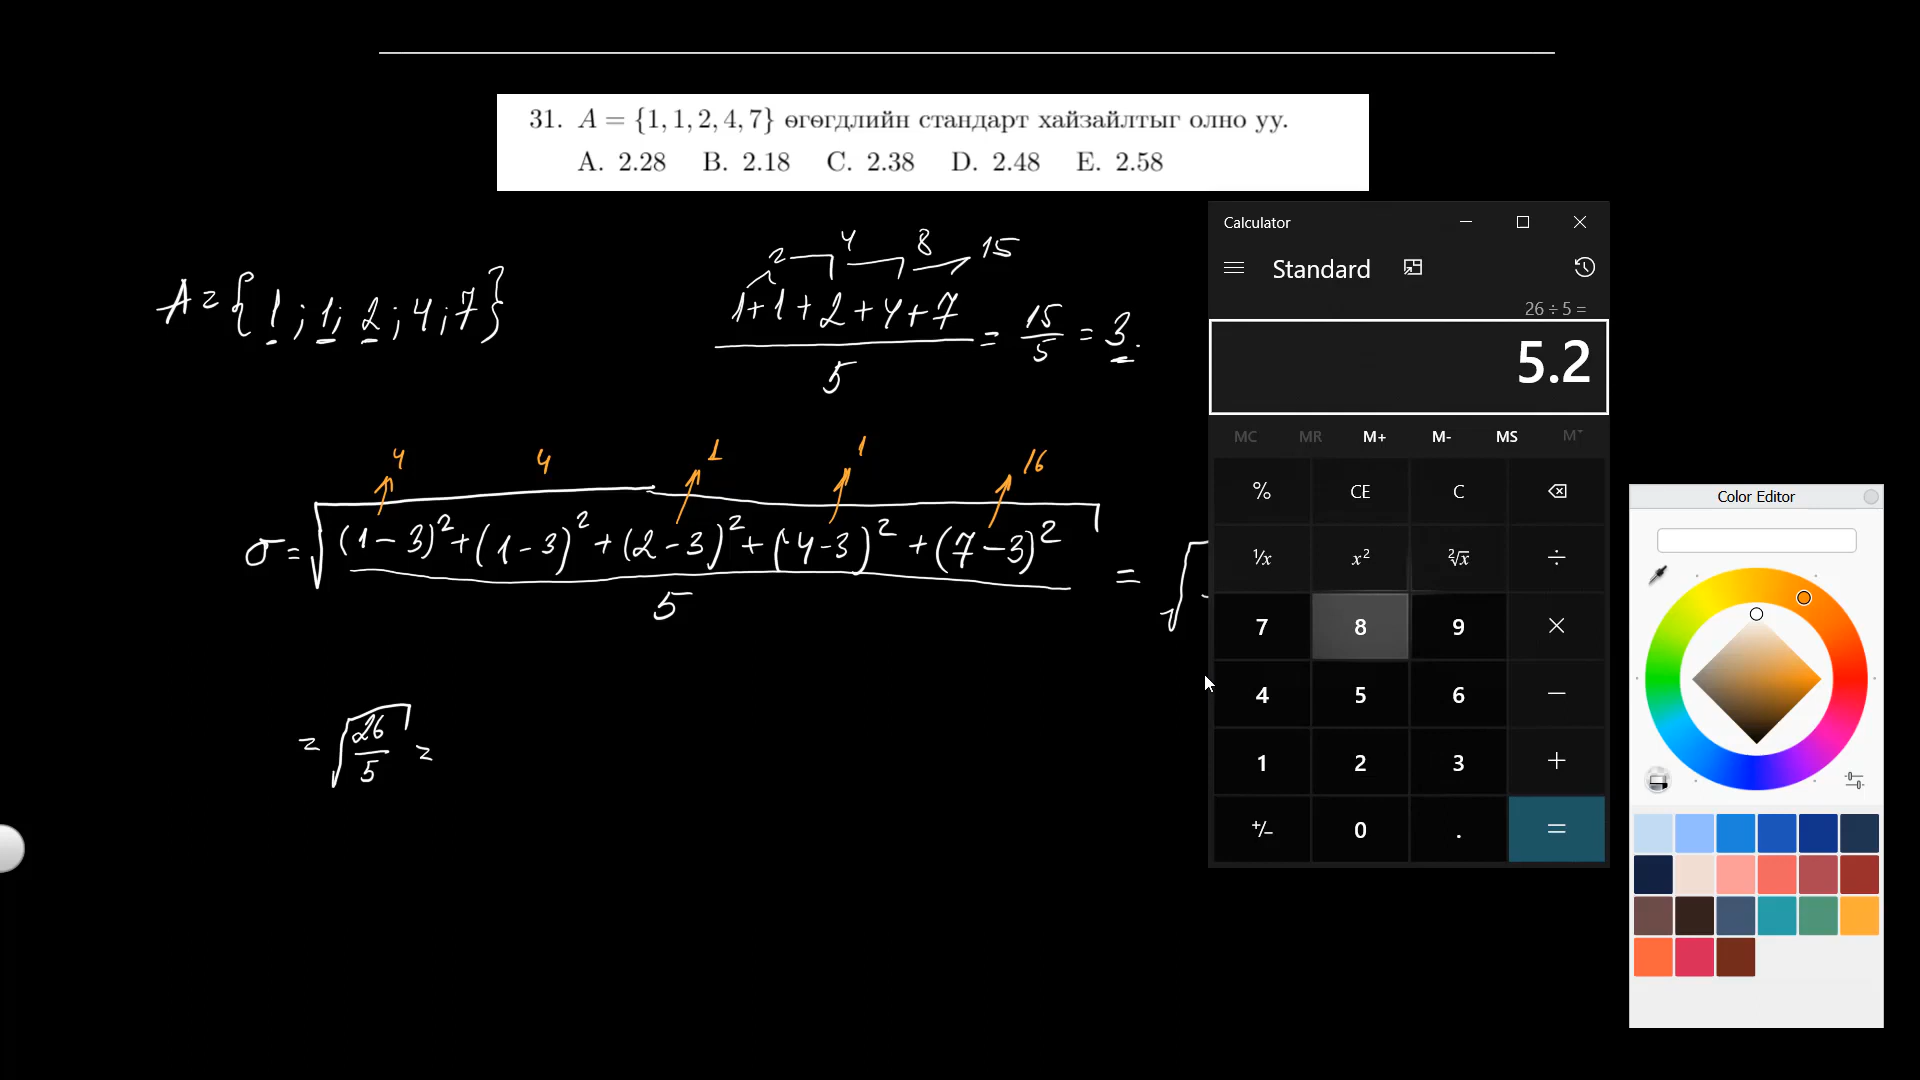 31. A = {1, 1, 2, 4, 7} өгөгдлийн стандарт хайзайлтыг олно уу.
A. 2.28 B. 2.18 C. 2.38 D. 2.48 E. 2.58
A = {1; 1; 2; 4; 7}
2 4 8 15
1+1+2+4+7
5
= 15/5 = 3.
4 4 1 1 16
σ = √((1-3)²+(1-3)²+(2-3)²+(4-3)²+(7-3)²
5
= √
= √26/5 =
Calculator
Standard
26 ÷ 5 =
5.2
MC MR M+ M- MS M˅
% CE C
⅟x x² ²√x ÷
7 8 9 ×
4 5 6 −
1 2 3 +
+/− 0 . =
Color Editor